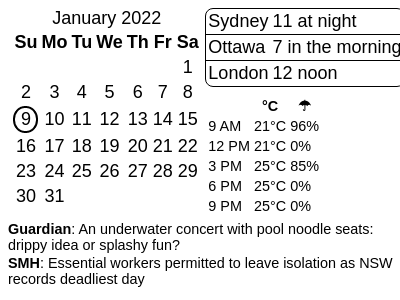 January 2022
Su Mo Tu We Th Fr Sa
1
2 3 4 5 6 7 8
9 10 11 12 13 14 15
16 17 18 19 20 21 22
23 24 25 26 27 28 29
30 31
Sydney 11 at night
Ottawa 7 in the morning
London 12 noon
°C ☂
9 AM 21°C 96%
12 PM 21°C 0%
3 PM 25°C 85%
6 PM 25°C 0%
9 PM 25°C 0%
Guardian: An underwater concert with pool noodle seats:
drippy idea or splashy fun?
SMH: Essential workers permitted to leave isolation as NSW
records deadliest day